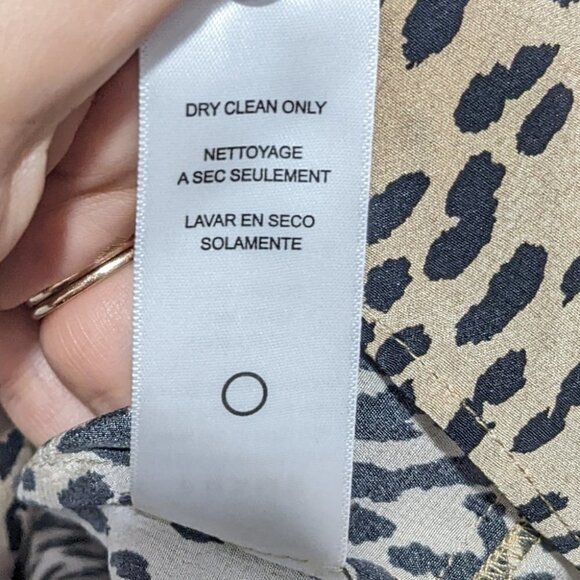 DRY CLEAN ONLY
NETTOYAGE
A SEC SEULEMENT
LAVAR EN SECO
SOLAMENTE